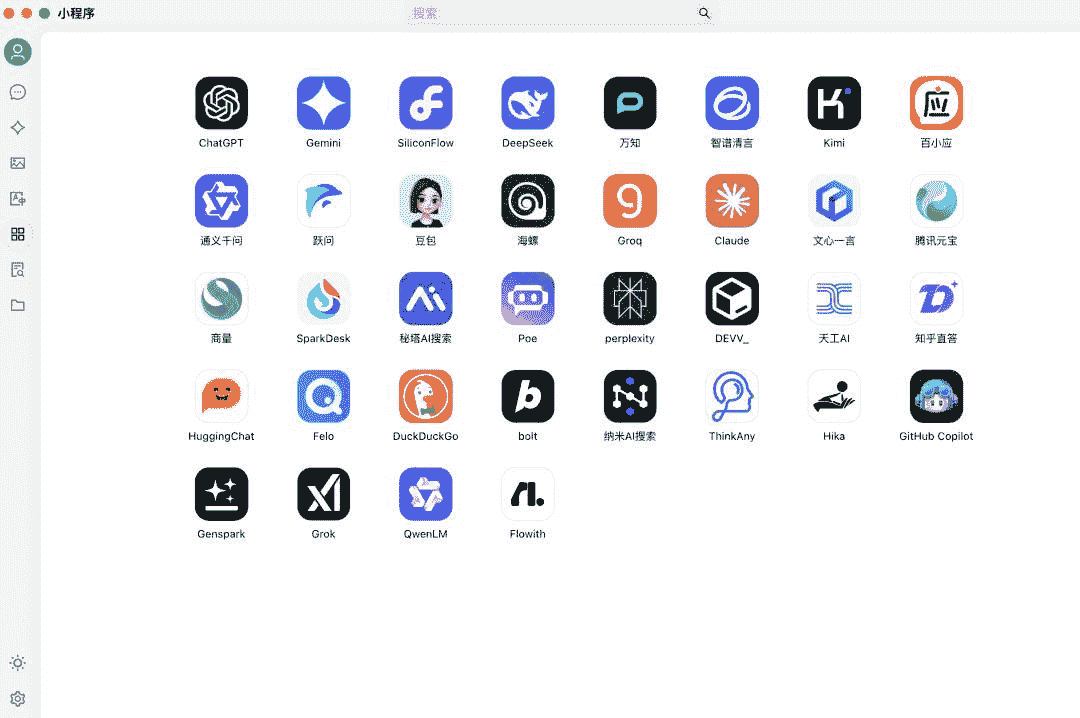 小程序
搜索
ChatGPT
Gemini
SiliconFlow
DeepSeek
万知
智谱清言
Kimi
百小应
通义千问
跃问
豆包
海螺
Groq
Claude
文心一言
腾讯元宝
商量
SparkDesk
秘塔AI搜索
Poe
perplexity
DEVV_
天工AI
知乎直答
HuggingChat
Felo
DuckDuckGo
bolt
纳米AI搜索
ThinkAny
Hika
GitHub Copilot
Genspark
Grok
QwenLM
Flowith